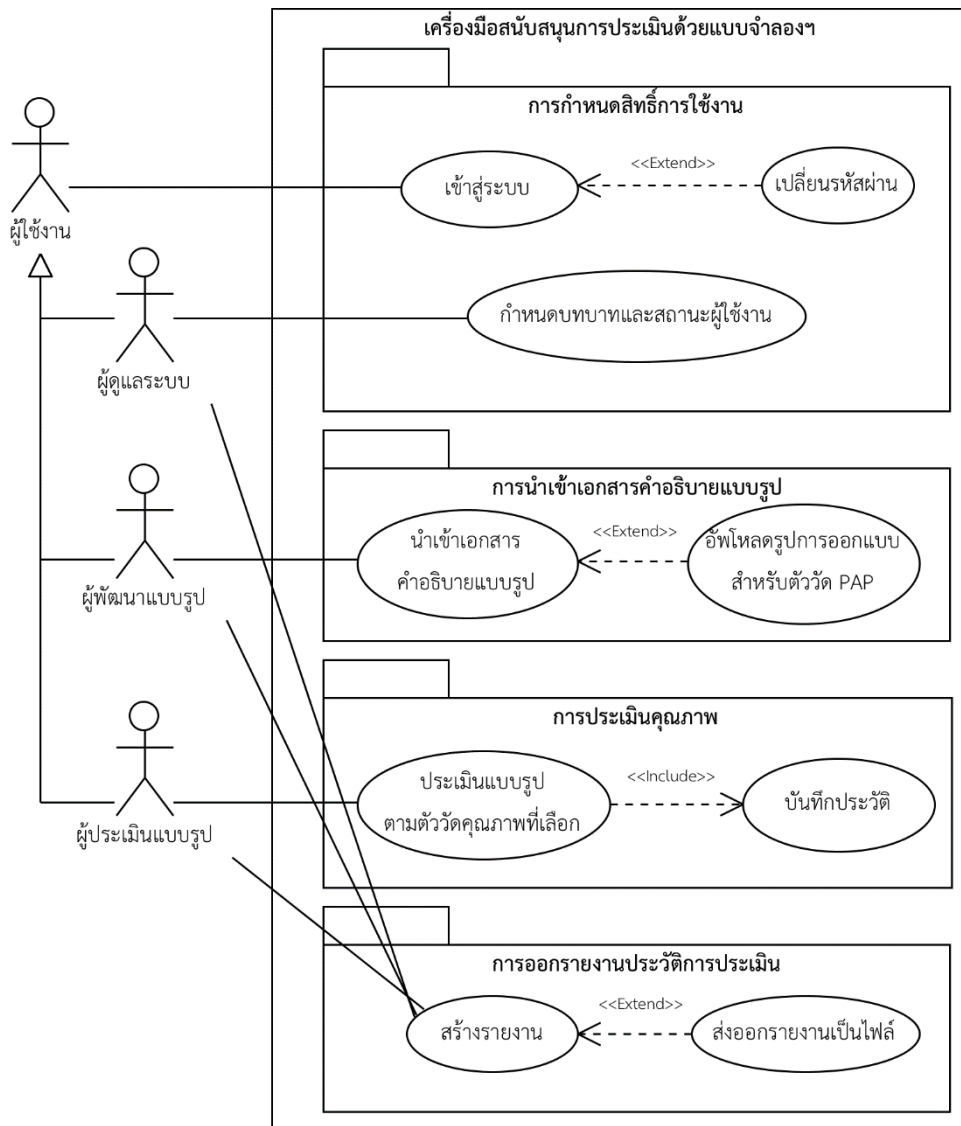 เครื่องมือสนับสนุนการประเมินด้วยแบบจำลองฯ
การกำหนดสิทธิ์การใช้งาน
<<Extend>>
เข้าสู่ระบบ
เปลี่ยนรหัสผ่าน
ผู้ใช้งาน
กำหนดบทบาทและสถานะผู้ใช้งาน
ผู้ดูแลระบบ
การนำเข้าเอกสารคำอธิบายแบบรูป
นำเข้าเอกสาร
คำอธิบายแบบรูป
<<Extend>>
อัพโหลดรูปการออกแบบ
สำหรับตัววัด PAP
ผู้พัฒนาแบบรูป
การประเมินคุณภาพ
ประเมินแบบรูป
ตามตัววัดคุณภาพที่เลือก
<<Include>>
บันทึกประวัติ
ผู้ประเมินแบบรูป
การออกรายงานประวัติการประเมิน
สร้างรายงาน
<<Extend>>
ส่งออกรายงานเป็นไฟล์